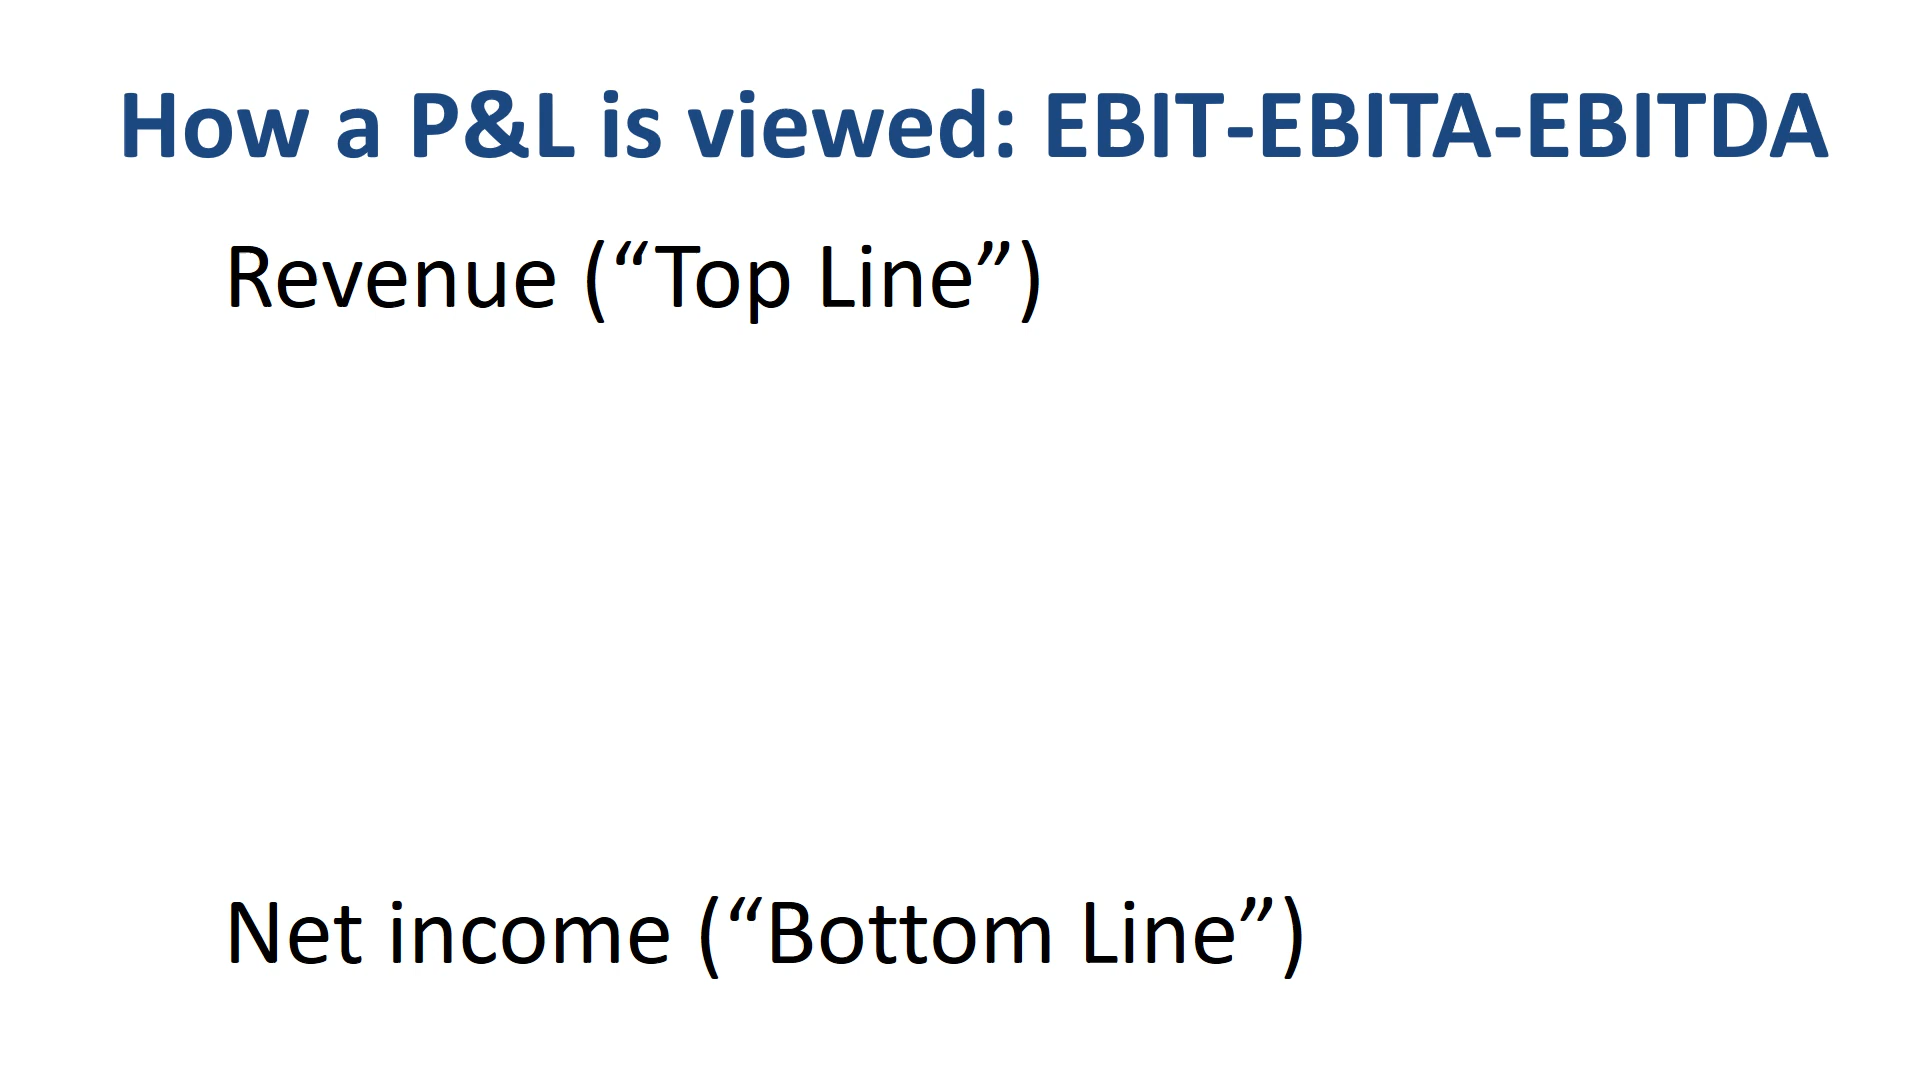 How a P&L is viewed: EBIT-EBITA-EBITDA
Revenue (“Top Line”)
Net income (“Bottom Line”)